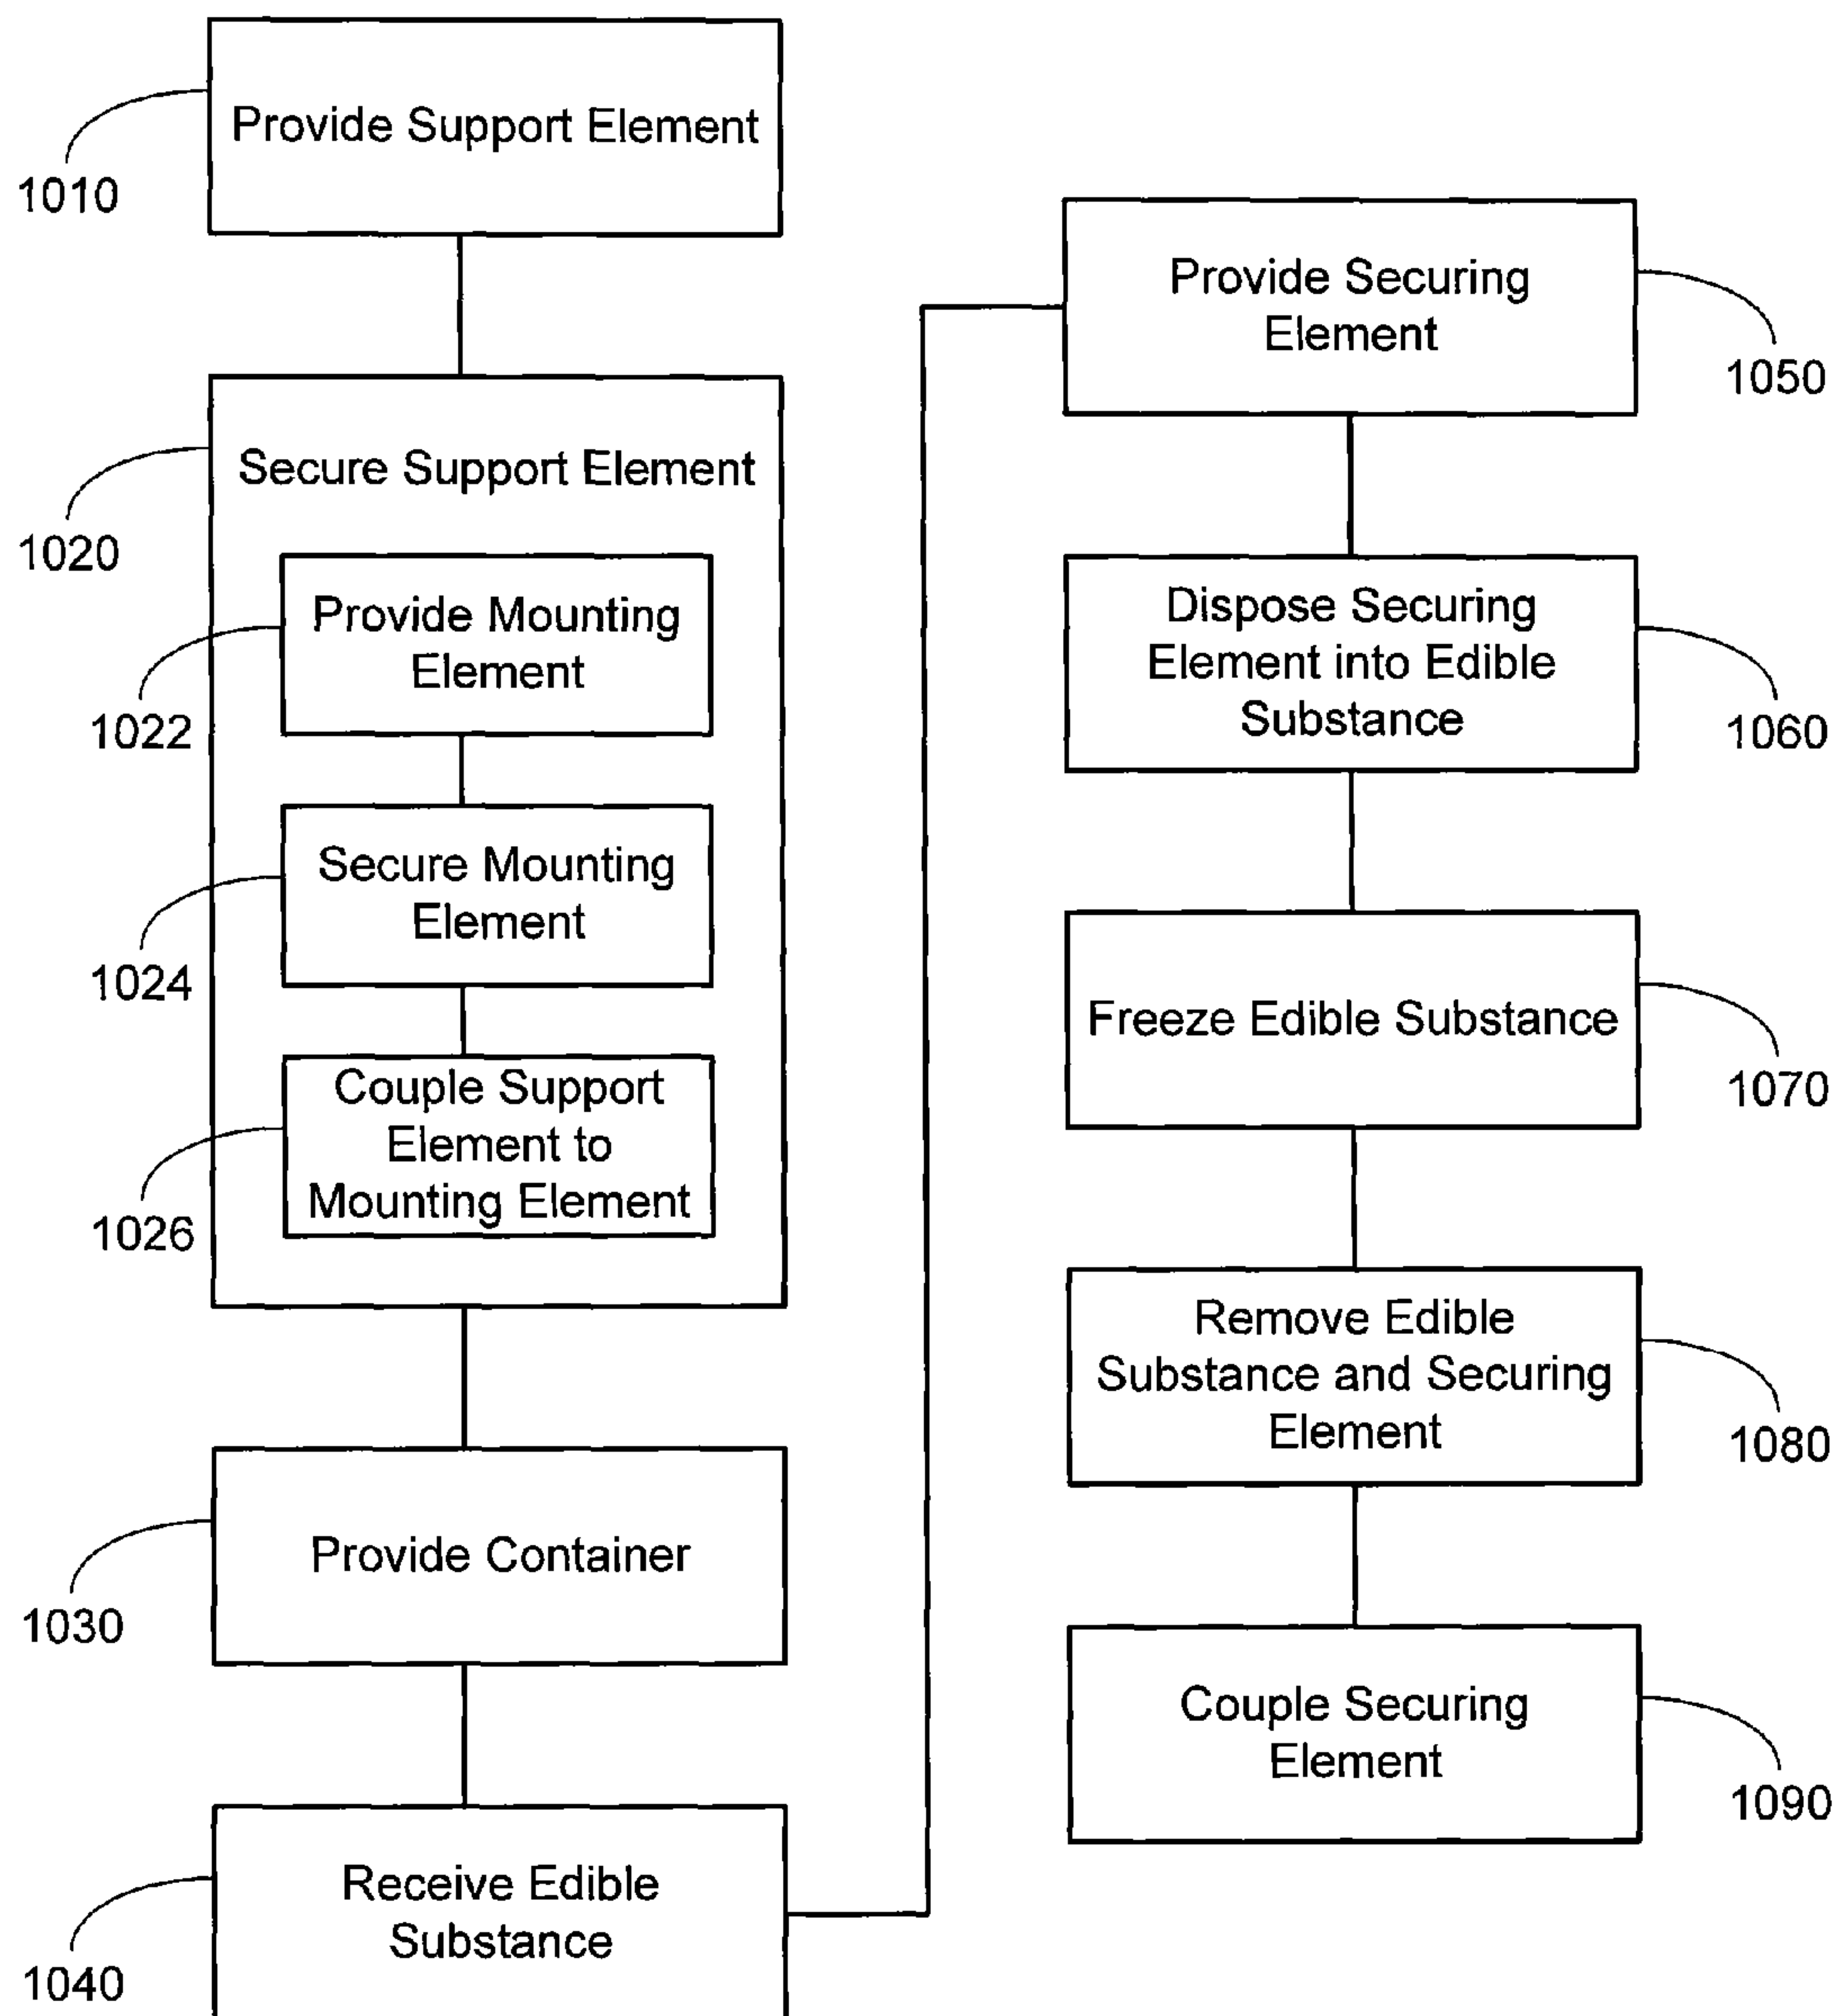 Provide Support Element
1010
Secure Support Element
1020
Provide Mounting
Element
1022
Secure Mounting
Element
1024
Couple Support
Element to
Mounting Element
1026
Provide Container
1030
Receive Edible
Substance
1040
Provide Securing
Element
1050
Dispose Securing
Element into Edible
Substance
1060
Freeze Edible Substance
1070
Remove Edible
Substance and Securing
Element
1080
Couple Securing
Element
1090